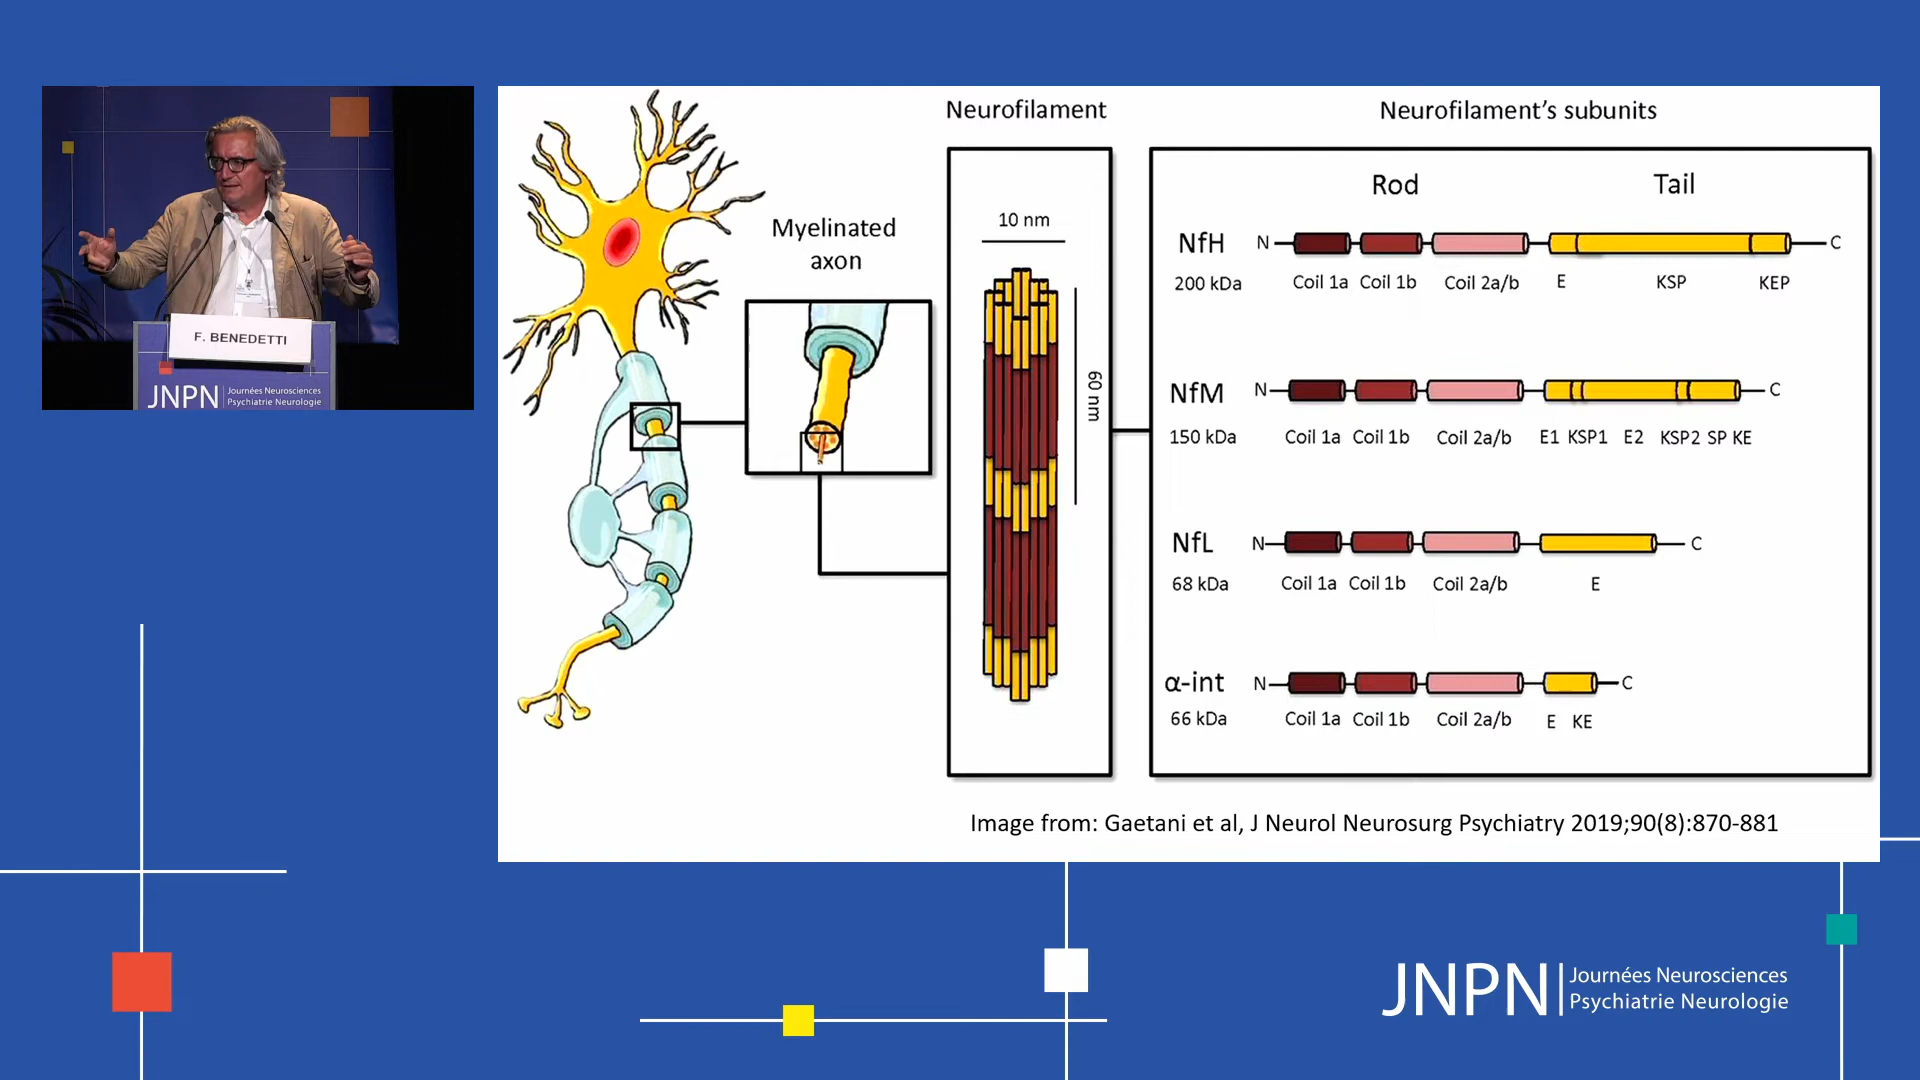 F. BENEDETTI
JNPN
Journées Neurosciences
Psychiatrie Neurologie
Neurofilament
Neurofilament’s subunits
Myelinated
axon
10 nm
60 nm
Rod
Tail
NfH
N
C
200 kDa
Coil 1a
Coil 1b
Coil 2a/b
E
KSP
KEP
NfM
N
C
150 kDa
Coil 1a
Coil 1b
Coil 2a/b
E1
KSP1
E2
KSP2
SP
KE
NfL
N
C
68 kDa
Coil 1a
Coil 1b
Coil 2a/b
E
α-int
N
C
66 kDa
Coil 1a
Coil 1b
Coil 2a/b
E
KE
Image from: Gaetani et al, J Neurol Neurosurg Psychiatry 2019;90(8):870-881
JNPN
Journées Neurosciences
Psychiatrie Neurologie